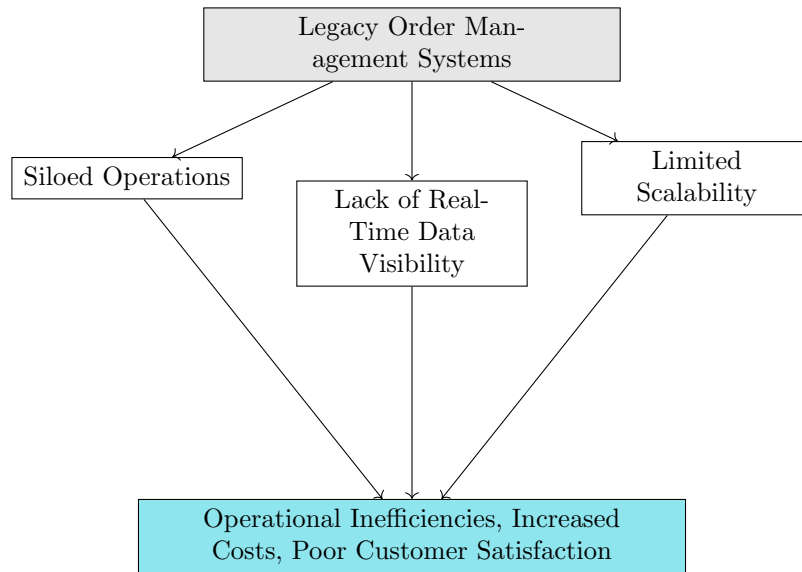 Legacy Order Man-
agement Systems
Siloed Operations
Lack of Real-
Time Data
Visibility
Limited
Scalability
Operational Inefficiencies, Increased
Costs, Poor Customer Satisfaction